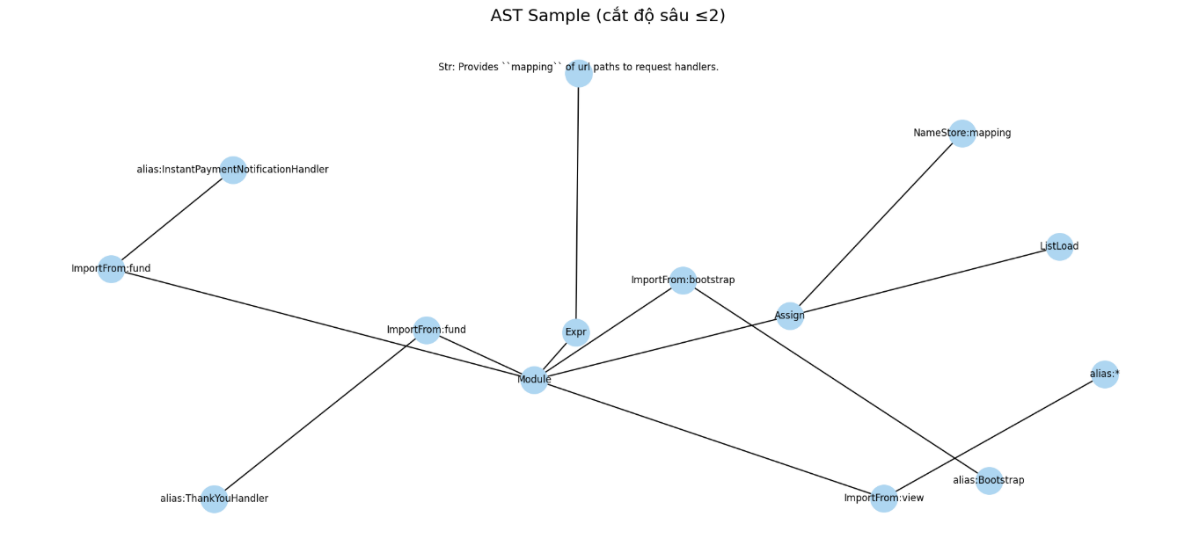 AST Sample (cắt độ sâu ≤2)
Str: Provides ``mapping`` of uri paths to request handlers.
NameStore:mapping
alias:InstantPaymentNotificationHandler
ListLoad
ImportFrom:fund
ImportFrom:bootstrap
Assign
ImportFrom:fund
Expr
alias:*
Module
alias:Bootstrap
alias:ThankYouHandler
ImportFrom:view